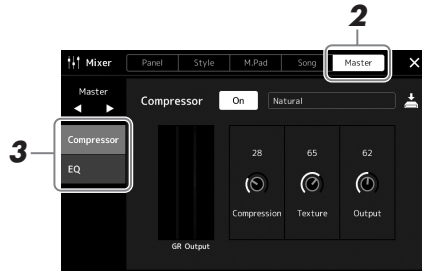 2
Mixer
Panel Style M.Pad Song Master
Master
Compressor On Natural
3
Compressor
EQ
28 65 62
Compression Texture Output
GR Output